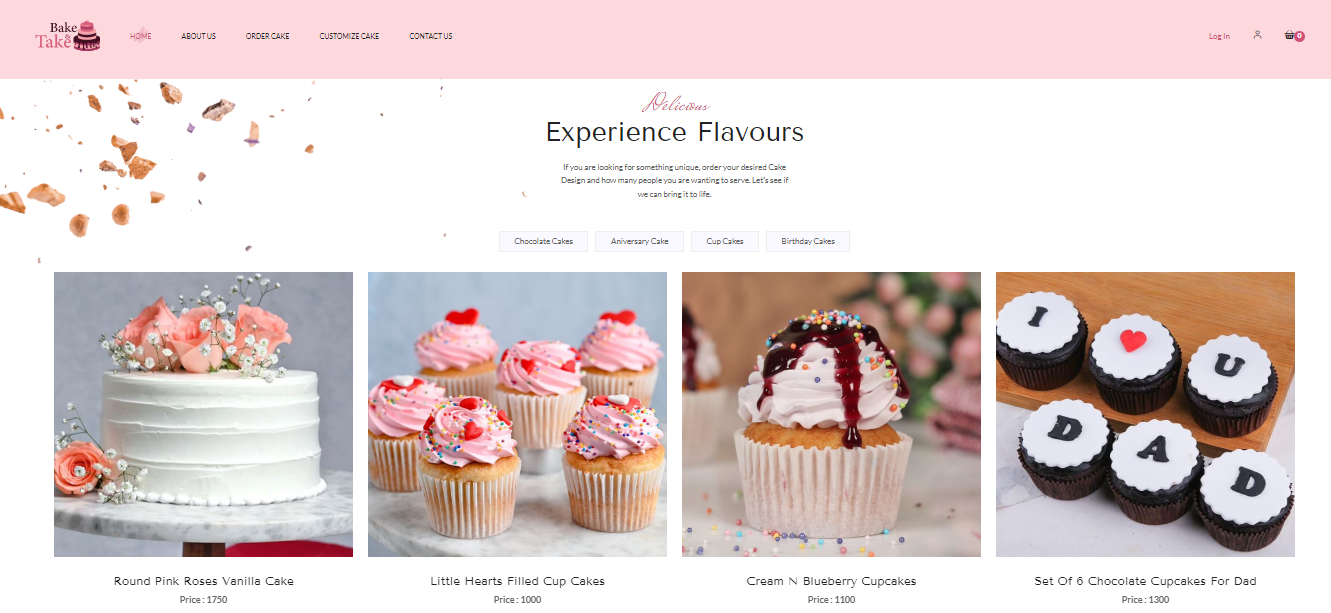 Bake
&
Take
HOME
ABOUT US
ORDER CAKE
CUSTOMIZE CAKE
CONTACT US
Log In
0
Delicious
Experience Flavours
If you are looking for something unique, order your desired Cake
Design and how many people you are wanting to serve. Let's see if
we can bring it to life.
Chocolate Cakes
Aniversary Cake
Cup Cakes
Birthday Cakes
I
U
D A D
Round Pink Roses Vanilla Cake
Price : 1750
Little Hearts Filled Cup Cakes
Price : 1000
Cream N Blueberry Cupcakes
Price : 1100
Set Of 6 Chocolate Cupcakes For Dad
Price : 1300